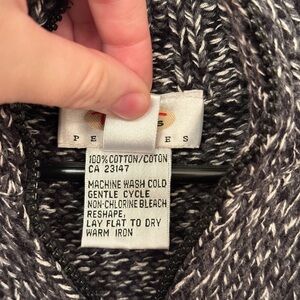 S
P E   E S
100% COTTON/COTON
CA 23147
MACHINE WASH COLD
GENTLE CYCLE
NON-CHLORINE BLEACH
RESHAPE,
LAY FLAT TO DRY
WARM IRON